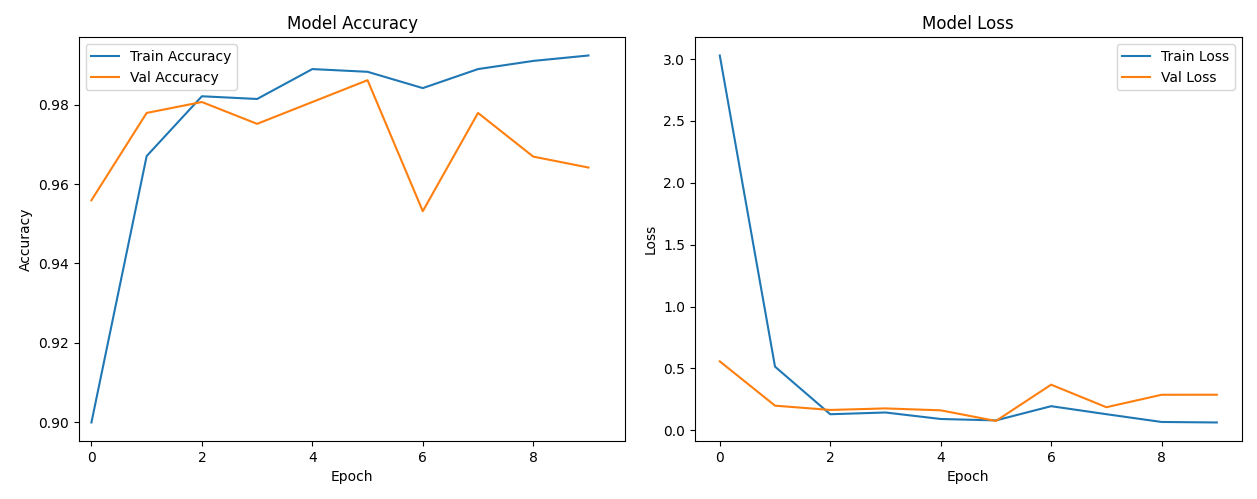 Model Accuracy
Train Accuracy
Val Accuracy
0.98
0.96
0.94
0.92
0.90
Accuracy
0 2 4 6 8
Epoch
Model Loss
Train Loss
Val Loss
3.0
2.5
2.0
1.5
1.0
0.5
0.0
Loss
0 2 4 6 8
Epoch